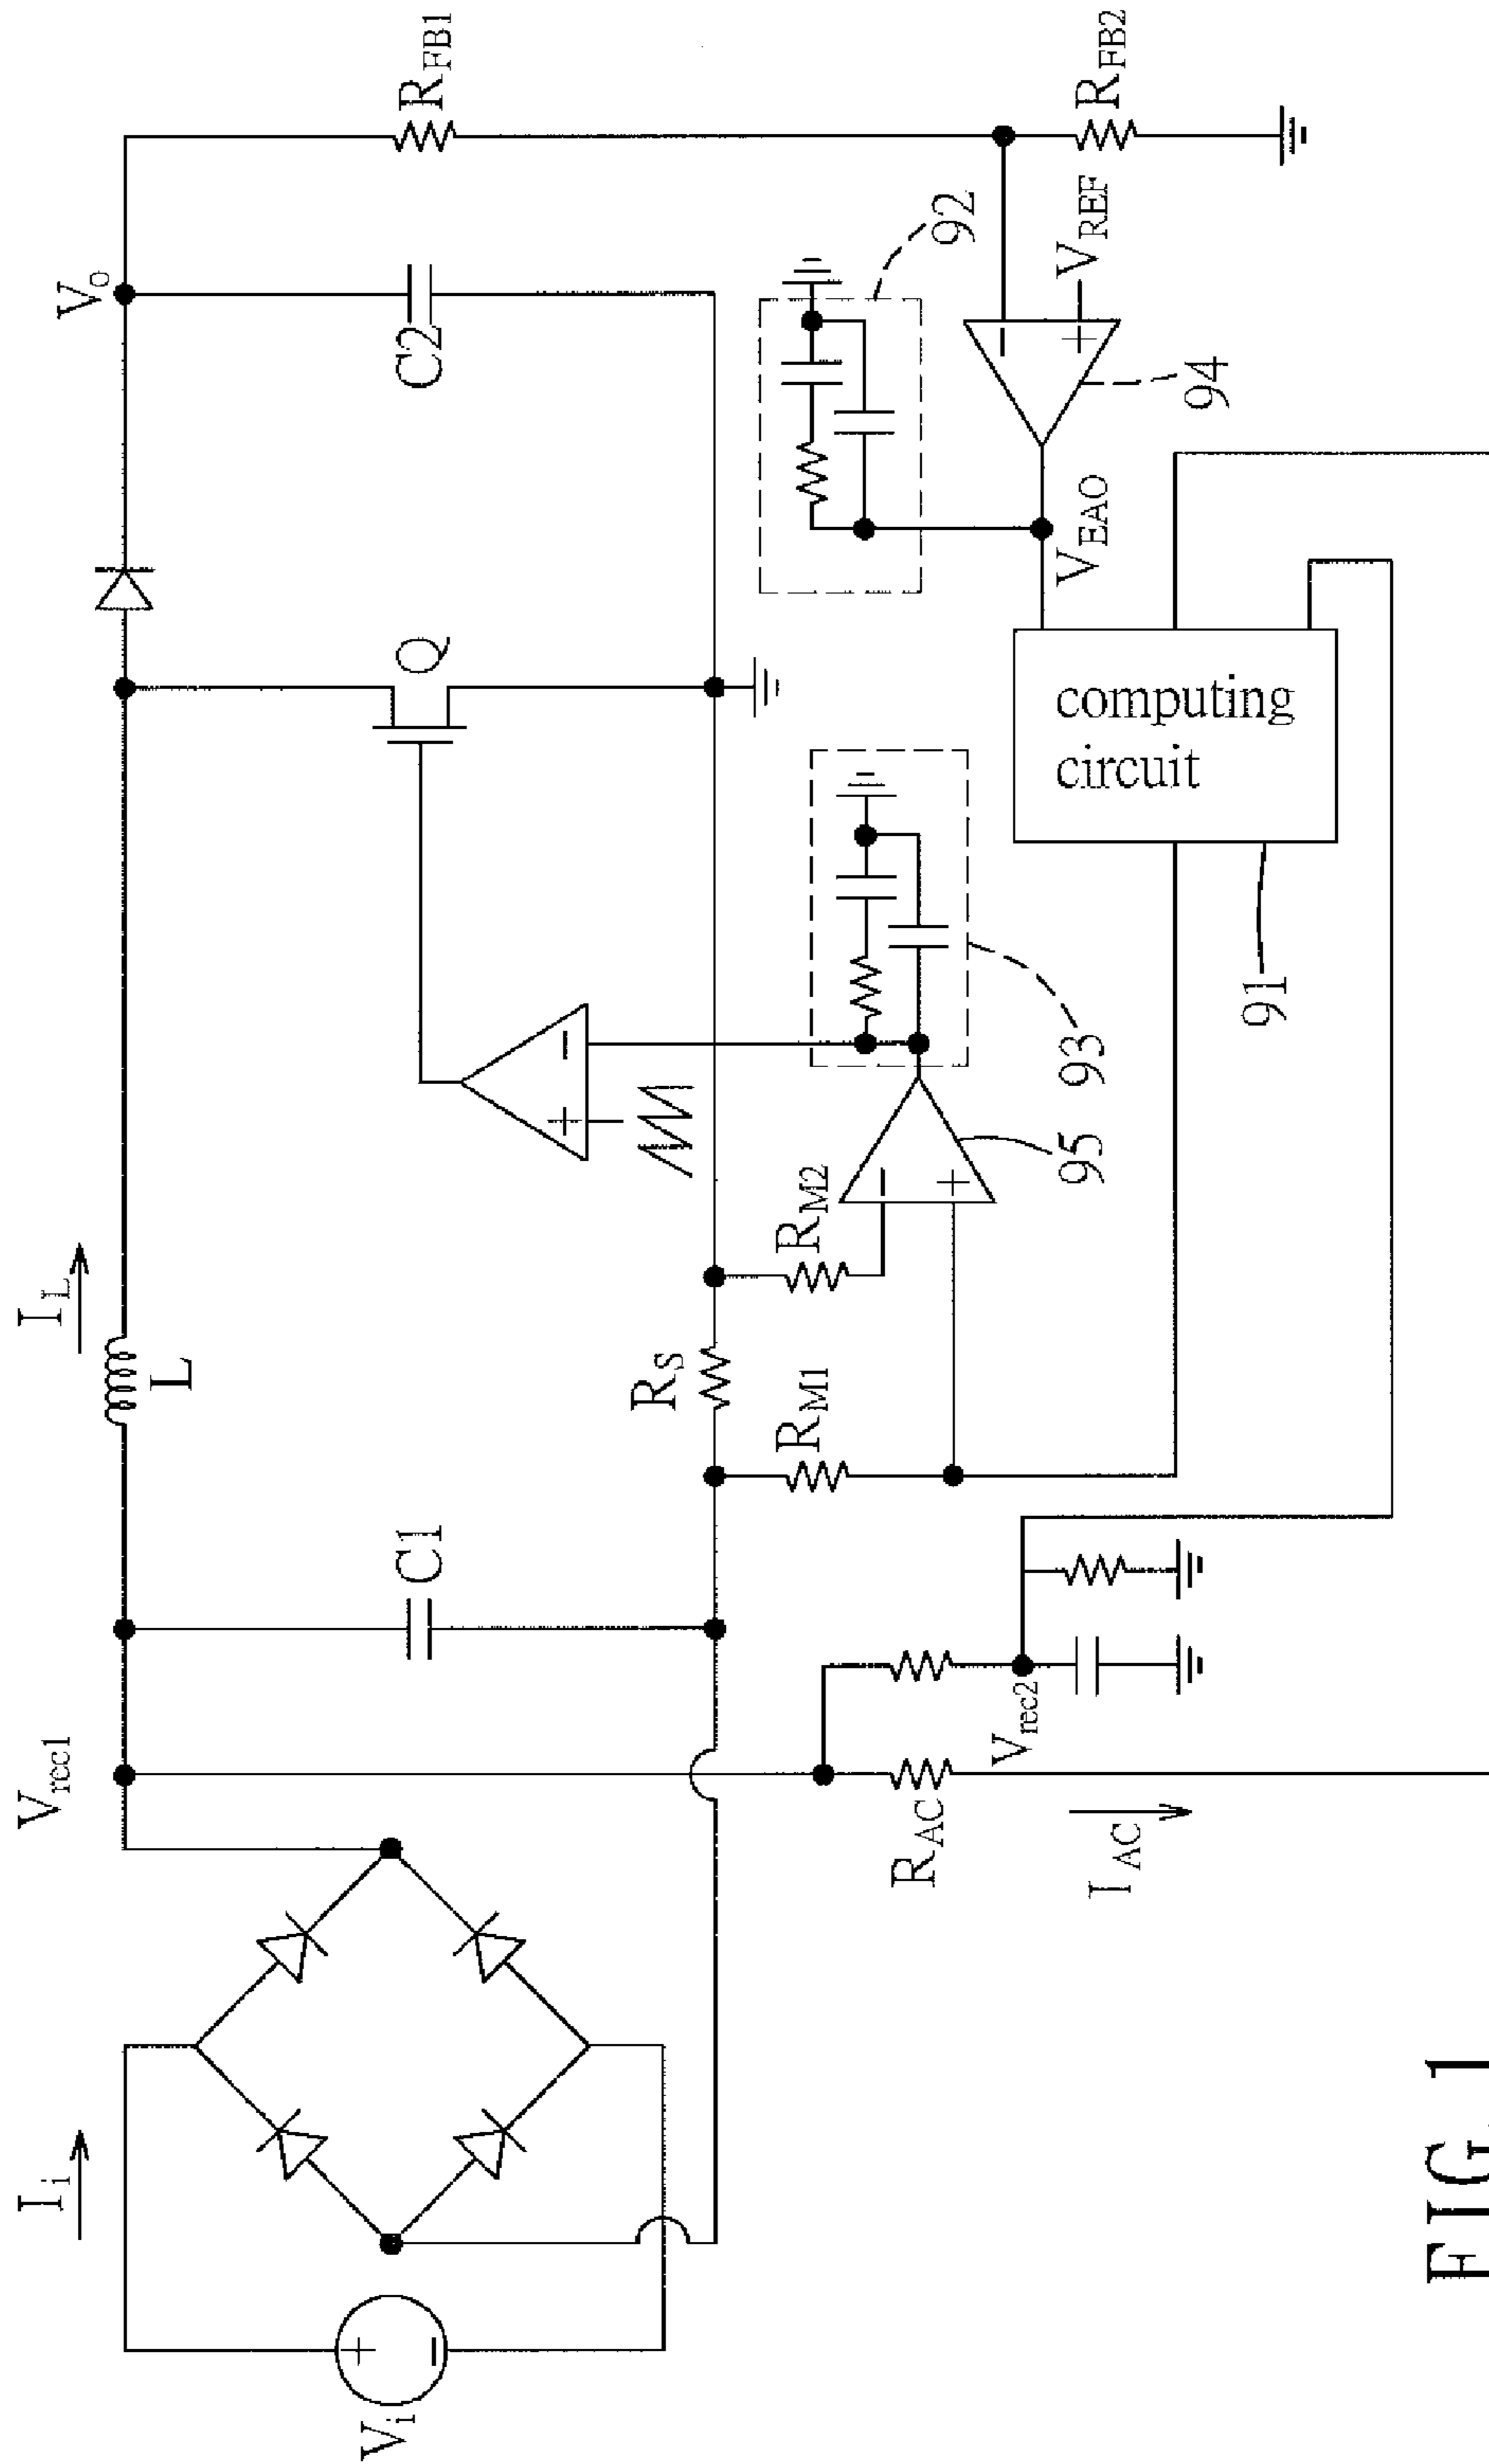 I_i
V_i
V_rec1
C1
I_L
L
R_S
R_M1
R_M2
Q
V_o
C2
R_FB1
R_FB2
+
−
+
−
−
+
−
+
R_AC
I_AC
V_rec2
95
93
92
94
V_REF
V_EAO
computing
circuit
91
FIG.1